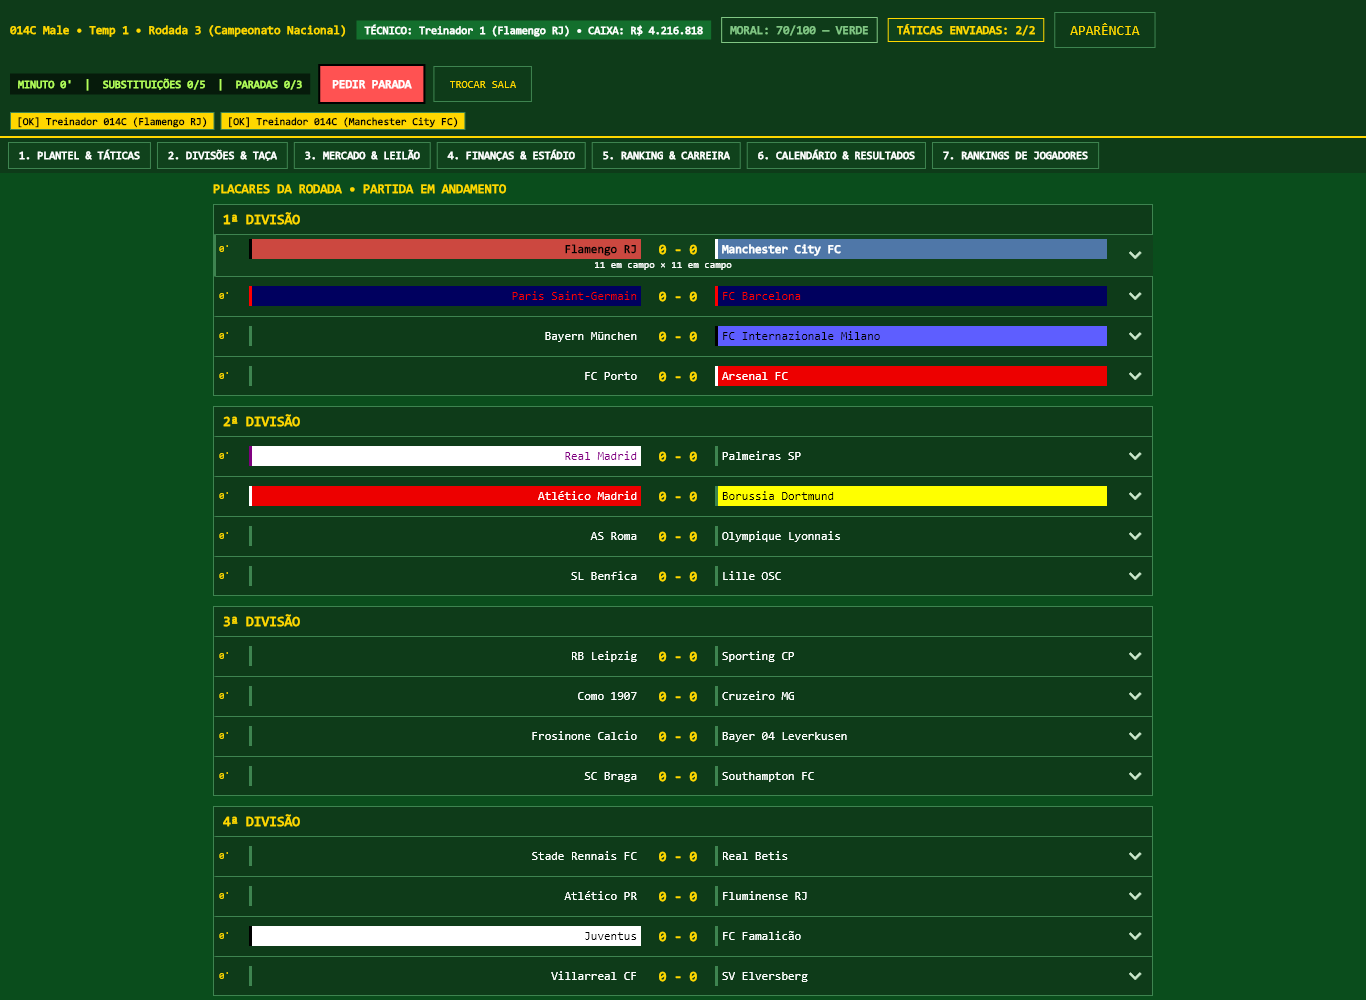 014C Male • Temp 1 • Rodada 3 (Campeonato Nacional) TÉCNICO: Treinador 1 (Flamengo RJ) • CAIXA: R$ 4.216.818 MORAL: 70/100 — VERDE TÁTICAS ENVIADAS: 2/2 APARÊNCIA
MINUTO 0' | SUBSTITUIÇÕES 0/5 | PARADAS 0/3 PEDIR PARADA TROCAR SALA
[OK] Treinador 014C (Flamengo RJ) [OK] Treinador 014C (Manchester City FC)
1. PLANTEL & TÁTICAS 2. DIVISÕES & TAÇA 3. MERCADO & LEILÃO 4. FINANÇAS & ESTÁDIO 5. RANKING & CARREIRA 6. CALENDÁRIO & RESULTADOS 7. RANKINGS DE JOGADORES
PLACARES DA RODADA • PARTIDA EM ANDAMENTO
1ª DIVISÃO
0' Flamengo RJ 0 - 0 Manchester City FC
11 em campo × 11 em campo
0' Paris Saint-Germain 0 - 0 FC Barcelona
0' Bayern München 0 - 0 FC Internazionale Milano
0' FC Porto 0 - 0 Arsenal FC
2ª DIVISÃO
0' Real Madrid 0 - 0 Palmeiras SP
0' Atlético Madrid 0 - 0 Borussia Dortmund
0' AS Roma 0 - 0 Olympique Lyonnais
0' SL Benfica 0 - 0 Lille OSC
3ª DIVISÃO
0' RB Leipzig 0 - 0 Sporting CP
0' Como 1907 0 - 0 Cruzeiro MG
0' Frosinone Calcio 0 - 0 Bayer 04 Leverkusen
0' SC Braga 0 - 0 Southampton FC
4ª DIVISÃO
0' Stade Rennais FC 0 - 0 Real Betis
0' Atlético PR 0 - 0 Fluminense RJ
0' Juventus 0 - 0 FC Famalicão
0' Villarreal CF 0 - 0 SV Elversberg